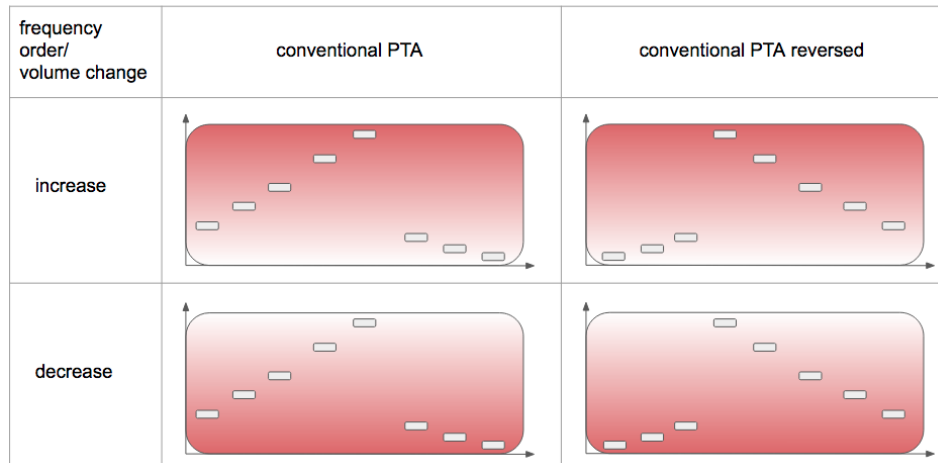 frequency
order/
volume change
conventional PTA
conventional PTA reversed
increase
decrease